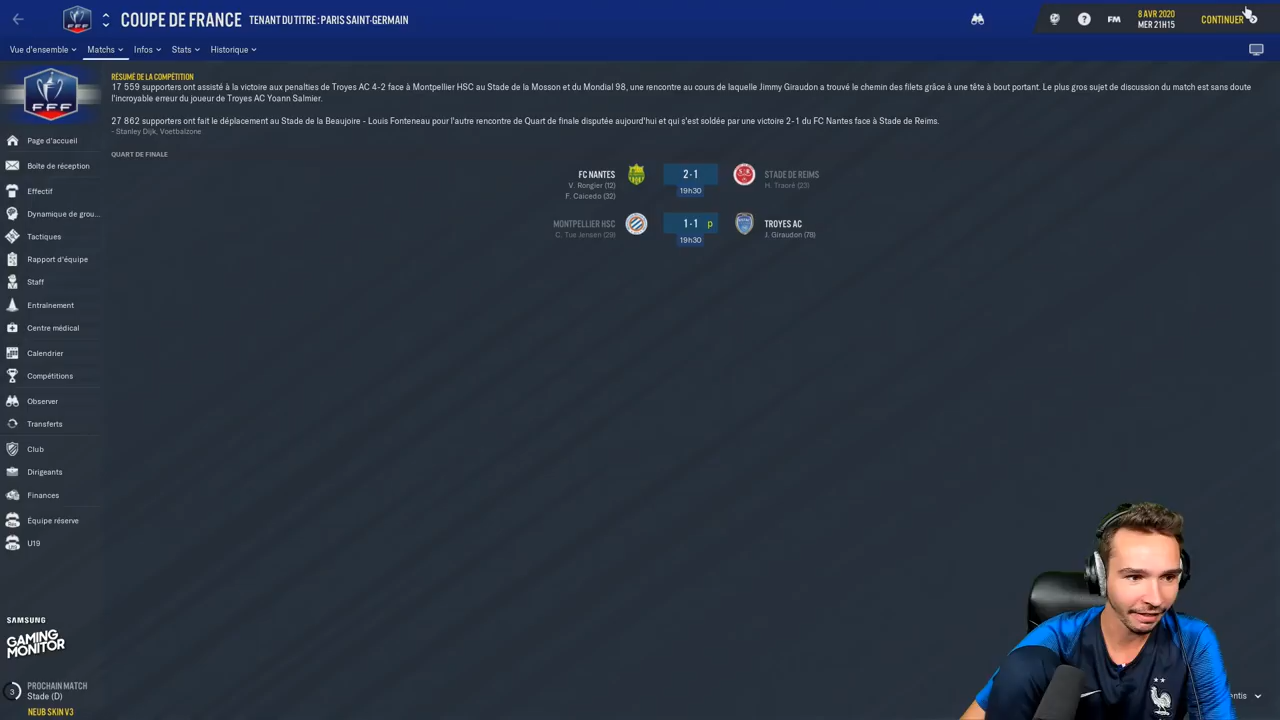 COUPE DE FRANCE TENANT DU TITRE : PARIS SAINT-GERMAIN
FM
8 AVR 2020
MER 21H15
CONTINUER
Vue d'ensemble Matchs Infos Stats Historique
RÉSUMÉ DE LA COMPÉTITION
17 559 supporters ont assisté à la victoire aux penalties de Troyes AC 4-2 face à Montpellier HSC au Stade de la Mosson et du Mondial 98, une rencontre au cours de laquelle Jimmy Giraudon a trouvé le chemin des filets grâce à une tête à bout portant. Le plus gros sujet de discussion du match est sans doute
l'incroyable erreur du joueur de Troyes AC Yoann Salmier.
27 862 supporters ont fait le déplacement au Stade de la Beaujoire - Louis Fonteneau pour l'autre rencontre de Quart de finale disputée aujourd'hui et qui s'est soldée par une victoire 2-1 du FC Nantes face à Stade de Reims.
- Stanley Dijk, Voetbalzone
QUART DE FINALE
FC NANTES 2-1 STADE DE REIMS
V. Rongier (12) 19h30 H. Traoré (23)
F. Caicedo (32)
MONTPELLIER HSC 1-1 p TROYES AC
C. Tue Jensen (29) 19h30 J. Giraudon (78)
FFF
Page d'accueil
Boîte de réception
Effectif
Dynamique de grou...
Tactiques
Rapport d'équipe
Staff
Entraînement
Centre médical
Calendrier
Compétitions
Observer
Transferts
Club
Dirigeants
Finances
Équipe réserve
U19
SAMSUNG
GAMING
MONITOR
3 PROCHAIN MATCH
Stade (D)
NEUB SKIN V3